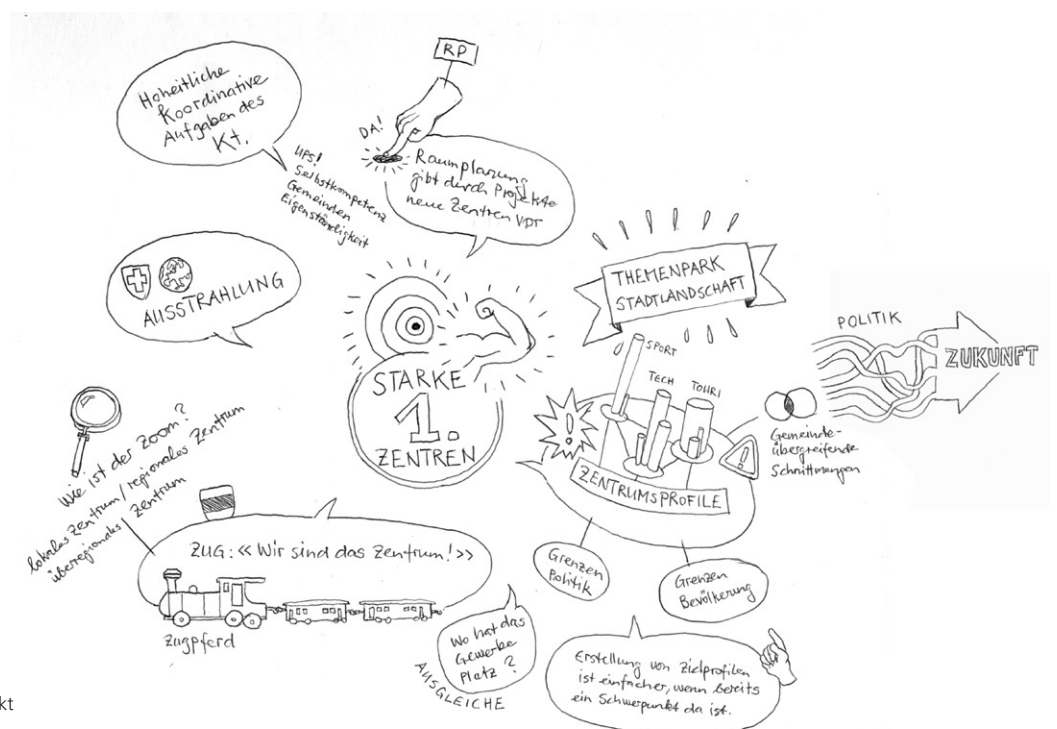 RP
Hoheitliche
Koordinative
Aufgaben des
Kt.
DA!
UPS!
Selbstkompetenz
Gemeinden
Eigenständigkeit
Raumplanung
gibt durch Projekte
neue Zentren vor
AUSSTRAHLUNG
THEMENPARK
STADTLANDSCHAFT
POLITIK
ZUKUNFT
STARKE
1.
ZENTREN
SPORT
TECH
TOURI
!
!
ZENTRUMSPROFILE
Gemeinde-
übergreifende
Schnittmengen
Wie ist der Zoom?
lokales Zentrum/regionales Zentrum
überregionales Zentrum
ZUG: << Wir sind das Zentrum! >>
Zugpferd
Grenzen
Politik
Grenzen
Bevölkerung
Wo hat das
Gewerbe
Platz?
AUSGLEICHE
Erstellung von Zielprofilen
ist einfacher, wenn bereits
ein Schwerpunkt da ist.
kt